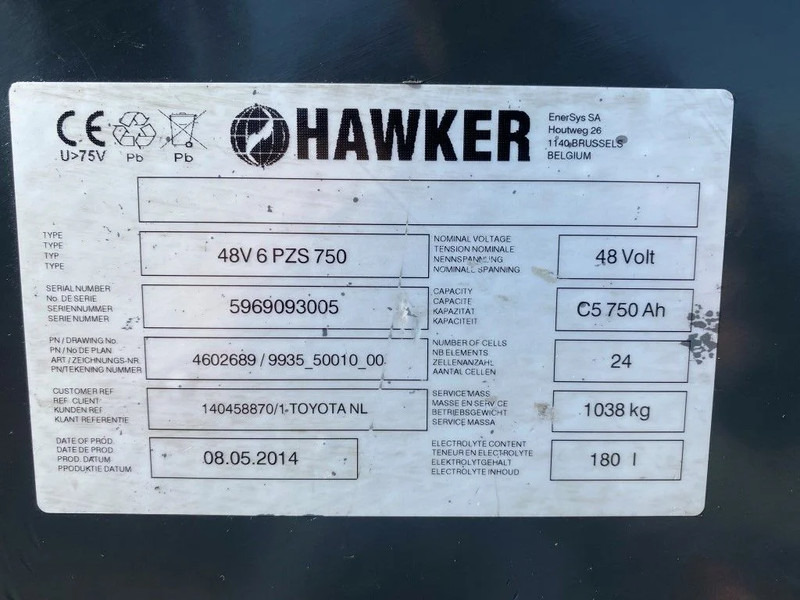 CE
U>75V
Pb
Pb
HAWKER
EnerSys SA
Houtweg 26
1140 BRUSSELS
BELGIUM
TYPE
TYPE
TYP
TYPE
48V 6 PZS 750
NOMINAL VOLTAGE
TENSION NOMINALE
NENNSPANNUNG
NOMINALE SPANNING
48 Volt
SERIAL NUMBER
No. DE SERIE
SERIENNUMMER
SERIE NUMMER
5969093005
CAPACITY
CAPACITE
KAPAZITAT
KAPACITEIT
C5 750 Ah
PN / DRAWING No.
PN / No DE PLAN
ART / ZEICHNUNGS-NR.
PN/TEKENING NUMMER
4602689 / 9935_50010_00
NUMBER OF CELLS
NB ELEMENTS
ZELLENANZAHL
AANTAL CELLEN
24
CUSTOMER REF
REF. CLIENT
KUNDEN REF
KLANT REFERENTIE
140458870/1-TOYOTA NL
SERVICE MASS
MASSE EN SERVICE
BETRIEBSGEWICHT
SERVICE MASSA
1038 kg
DATE OF PROD.
DATE DE PROD.
PROD. DATUM
PRODUKTIE DATUM
08.05.2014
ELECTROLYTE CONTENT
TENEUR EN ELECTROLYTE
ELEKTROLYTGEHALT
ELECTROLYTE INHOUD
180 l